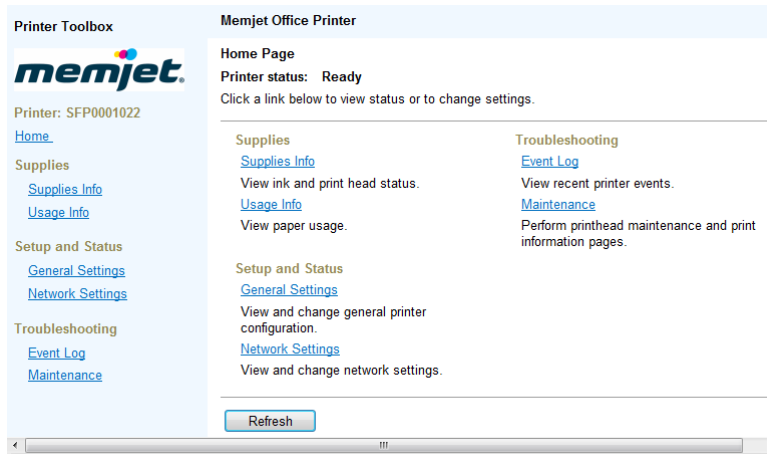 Printer Toolbox
memjet.
Printer: SFP0001022
Home
Supplies
Supplies Info
Usage Info
Setup and Status
General Settings
Network Settings
Troubleshooting
Event Log
Maintenance
Memjet Office Printer
Home Page
Printer status: Ready
Click a link below to view status or to change settings.
Supplies
Supplies Info
View ink and print head status.
Usage Info
View paper usage.
Setup and Status
General Settings
View and change general printer
configuration.
Network Settings
View and change network settings.
Troubleshooting
Event Log
View recent printer events.
Maintenance
Perform printhead maintenance and print
information pages.
Refresh